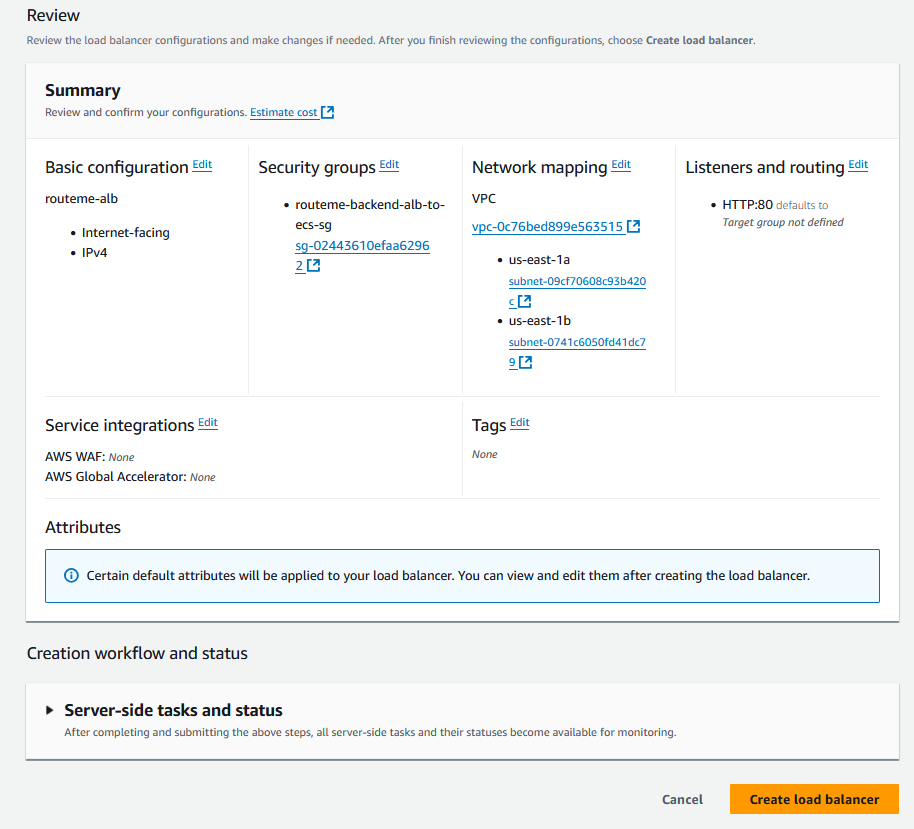 Review
Review the load balancer configurations and make changes if needed. After you finish reviewing the configurations, choose Create load balancer.
Summary
Review and confirm your configurations. Estimate cost
Basic configuration Edit
routeme-alb
• Internet-facing
• IPv4
Security groups Edit
• routeme-backend-alb-to-
ecs-sg
sg-02443610efaa6296
2
Network mapping Edit
VPC
vpc-0c76bed899e563515
• us-east-1a
subnet-09cf70608c93b420
c
• us-east-1b
subnet-0741c6050fd41dc7
9
Listeners and routing Edit
• HTTP:80 defaults to
Target group not defined
Service integrations Edit
AWS WAF: None
AWS Global Accelerator: None
Tags Edit
None
Attributes
Certain default attributes will be applied to your load balancer. You can view and edit them after creating the load balancer.
Creation workflow and status
Server-side tasks and status
After completing and submitting the above steps, all server-side tasks and their statuses become available for monitoring.
Cancel
Create load balancer